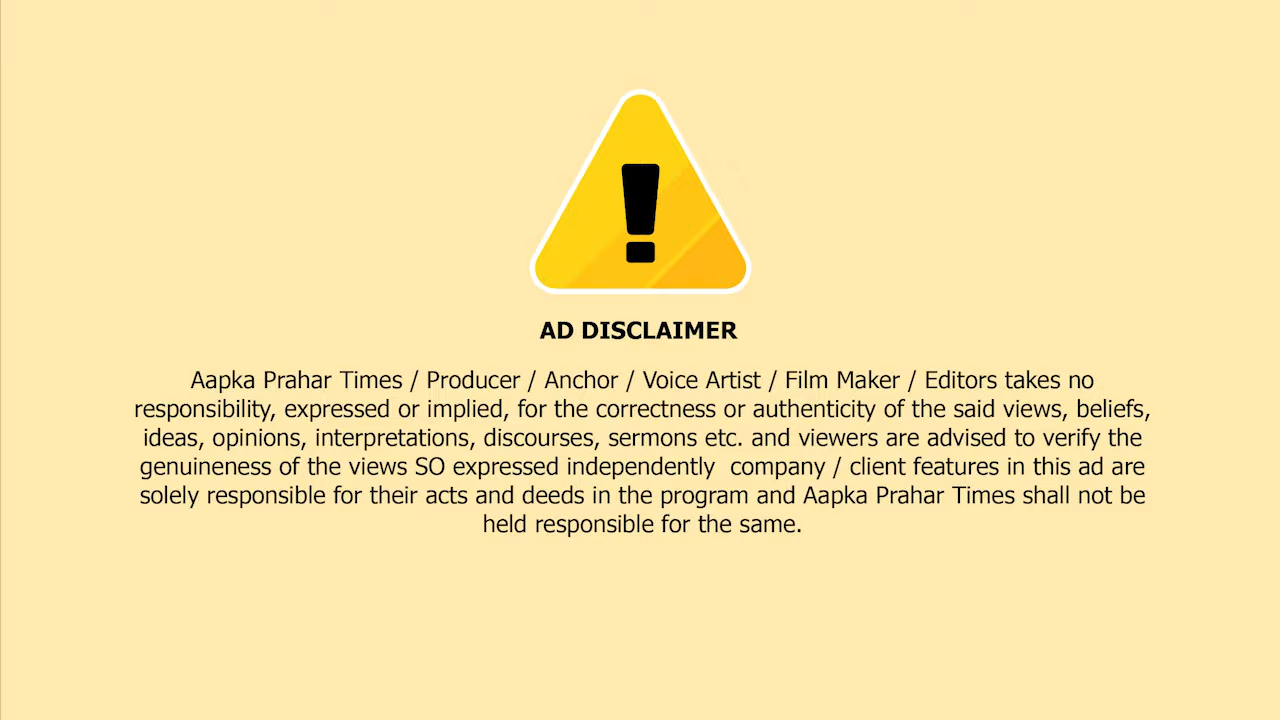 AD DISCLAIMER
Aapka Prahar Times / Producer / Anchor / Voice Artist / Film Maker / Editors takes no
responsibility, expressed or implied, for the correctness or authenticity of the said views, beliefs,
ideas, opinions, interpretations, discourses, sermons etc. and viewers are advised to verify the
genuineness of the views SO expressed independently  company / client features in this ad are
solely responsible for their acts and deeds in the program and Aapka Prahar Times shall not be
held responsible for the same.